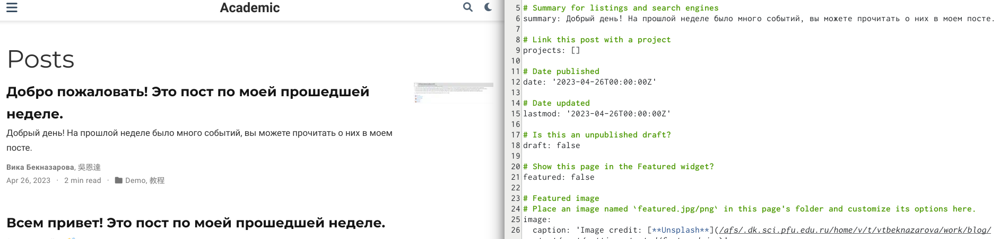 Academic
Posts
Добро пожаловать! Это пост по моей прошедшей
неделе.
Добрый день! На прошлой неделе было много событий, вы можете прочитать о них в моем
посте.
Вика Бекназарова, 吳恩達
Apr 26, 2023 · 2 min read · Demo, 教程
Всем привет! Это пост по моей прошедшей неделе.
5 # Summary for listings and search engines
6 summary: Добрый день! На прошлой неделе было много событий, вы можете прочитать о них в моем посте.
7
8 # Link this post with a project
9 projects: []
10
11 # Date published
12 date: '2023-04-26T00:00:00Z'
13
14 # Date updated
15 lastmod: '2023-04-26T00:00:00Z'
16
17 # Is this an unpublished draft?
18 draft: false
19
20 # Show this page in the Featured widget?
21 featured: false
22
23 # Featured image
24 # Place an image named `featured.jpg/png` in this page's folder and customize its options here.
25 image:
26 caption: 'Image credit: [**Unsplash**](/afs/.dk.sci.pfu.edu.ru/home/v/t/vtbeknazarova/work/blog/